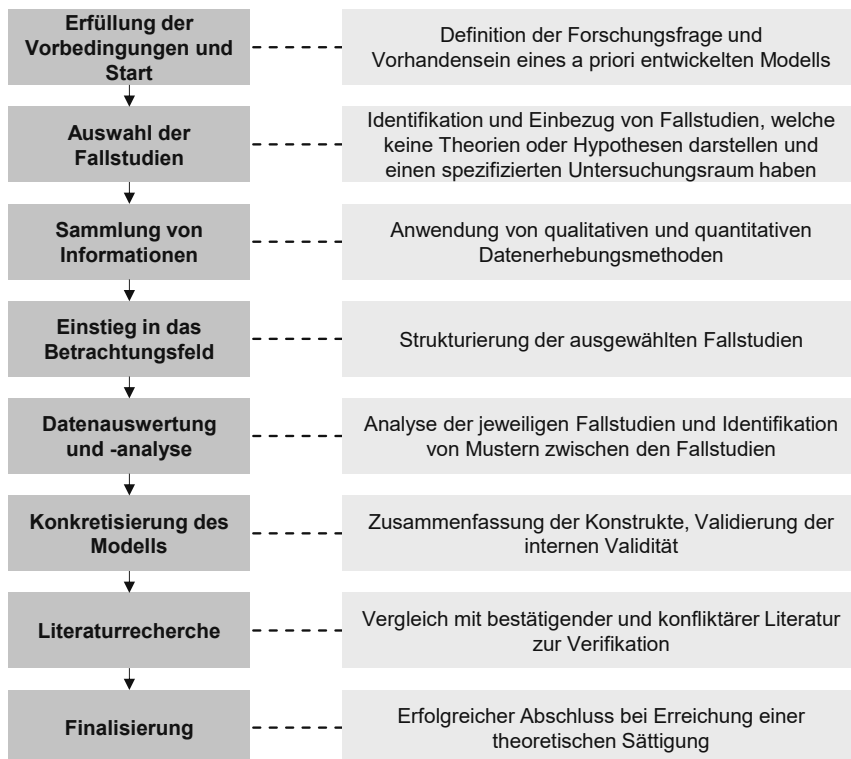 Erfüllung der
Vorbedingungen und
Start
Definition der Forschungsfrage und
Vorhandensein eines a priori entwickelten Modells
Auswahl der
Fallstudien
Identifikation und Einbezug von Fallstudien, welche
keine Theorien oder Hypothesen darstellen und
einen spezifizierten Untersuchungsraum haben
Sammlung von
Informationen
Anwendung von qualitativen und quantitativen
Datenerhebungsmethoden
Einstieg in das
Betrachtungsfeld
Strukturierung der ausgewählten Fallstudien
Datenauswertung
und -analyse
Analyse der jeweiligen Fallstudien und Identifikation
von Mustern zwischen den Fallstudien
Konkretisierung des
Modells
Zusammenfassung der Konstrukte, Validierung der
internen Validität
Literaturrecherche
Vergleich mit bestätigender und konfliktärer Literatur
zur Verifikation
Finalisierung
Erfolgreicher Abschluss bei Erreichung einer
theoretischen Sättigung